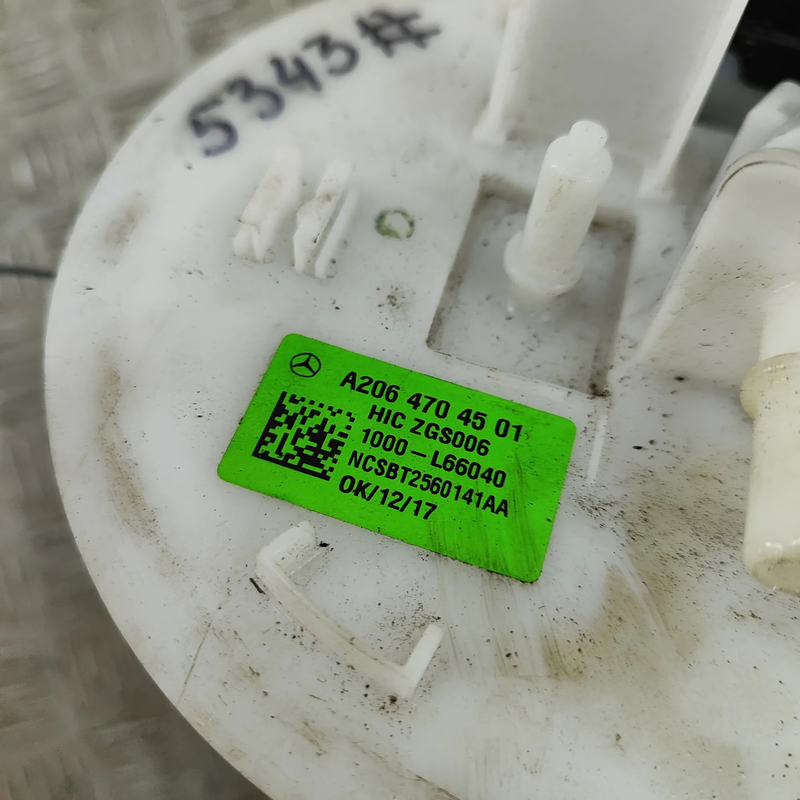 5343#
A206 470 45 01
HIC ZGS006
1000-L66040
NCSBT2560141AA
OK/12/17